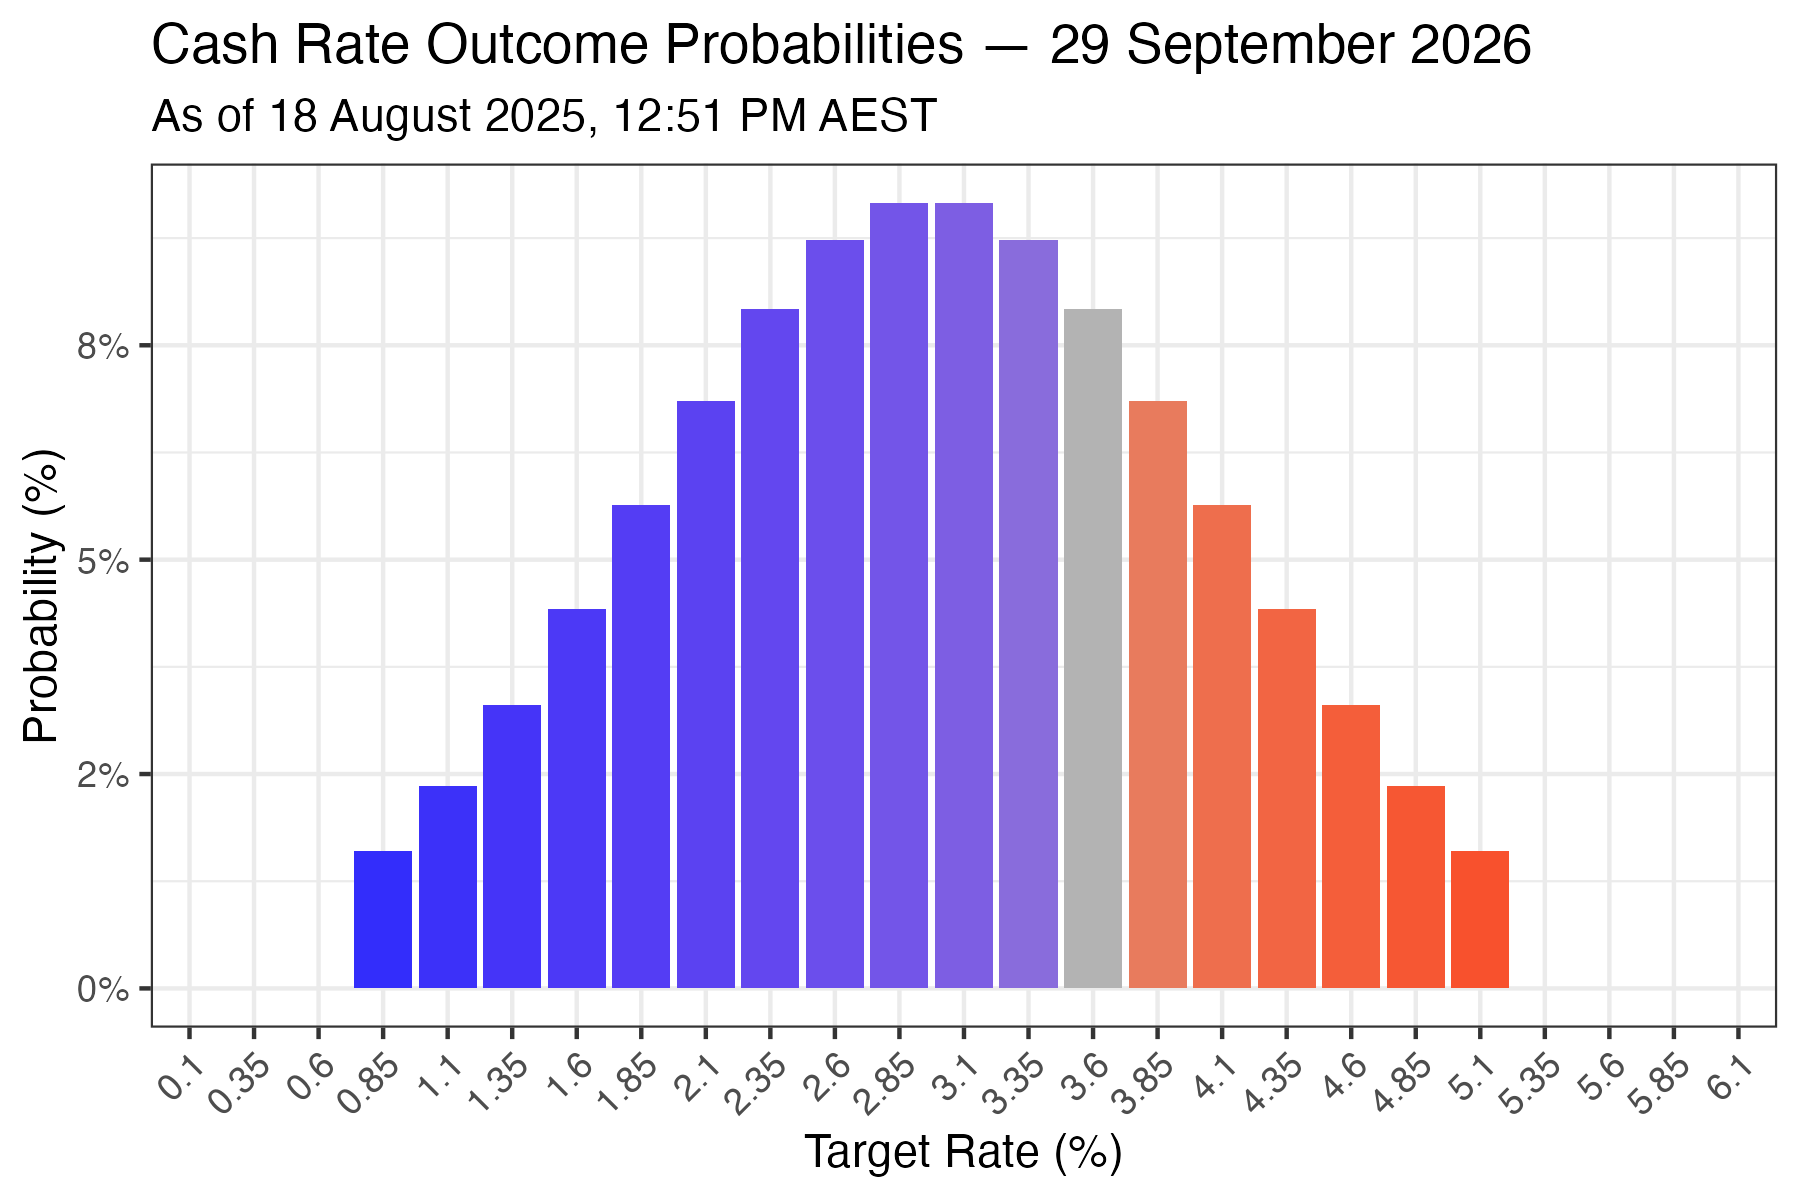 Cash Rate Outcome Probabilities — 29 September 2026
As of 18 August 2025, 12:51 PM AEST
Probability (%)
8%
5%
2%
0%
0.1 0.35 0.6 0.85 1.1 1.35 1.6 1.85 2.1 2.35 2.6 2.85 3.1 3.35 3.6 3.85 4.1 4.35 4.6 4.85 5.1 5.35 5.6 5.85 6.1
Target Rate (%)